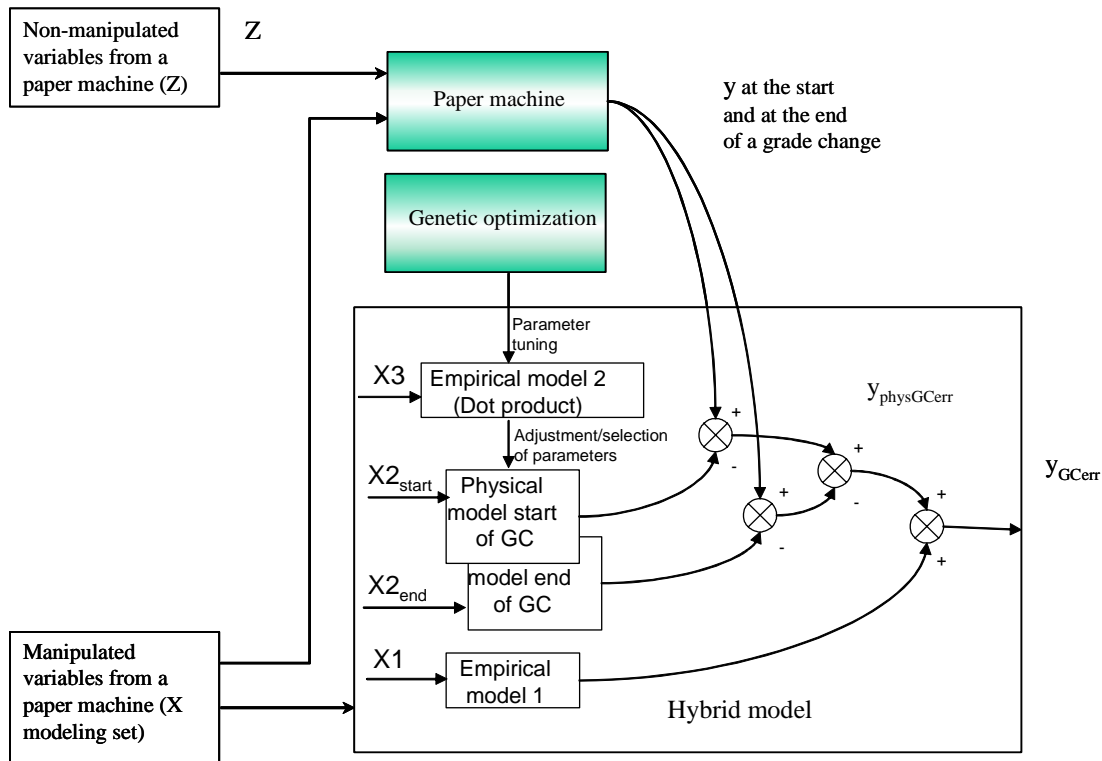 Non-manipulated
variables from a
paper machine (Z)
Z
Paper machine
y at the start
and at the end
of a grade change
Genetic optimization
Parameter
tuning
X3
Empirical model 2
(Dot product)
Adjustment/selection
of parameters
y_physGCerr
+
-
+
-
+
-
+
+
y_GCerr
X2_start
Physical
model start
of GC
X2_end
model end
of GC
X1
Empirical
model 1
Hybrid model
Manipulated
variables from a
paper machine (X
modeling set)